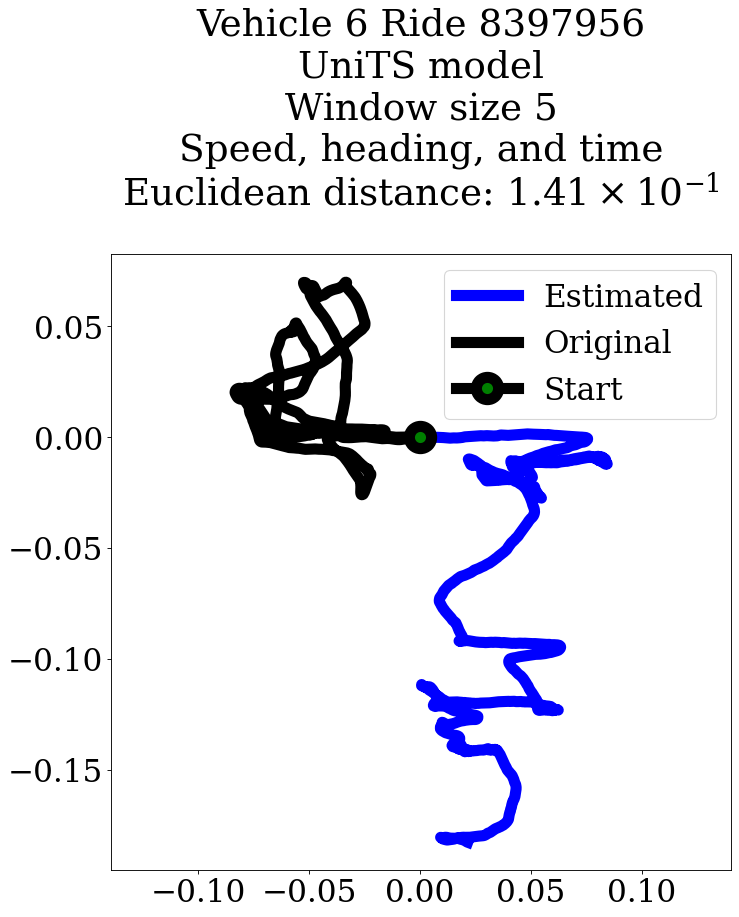 Vehicle 6 Ride 8397956
UniTS model
Window size 5
Speed, heading, and time
Euclidean distance: 1.41 × 10⁻¹
Estimated
Original
Start
0.05
0.00
−0.05
−0.10
−0.15
−0.10 −0.05 0.00 0.05 0.10